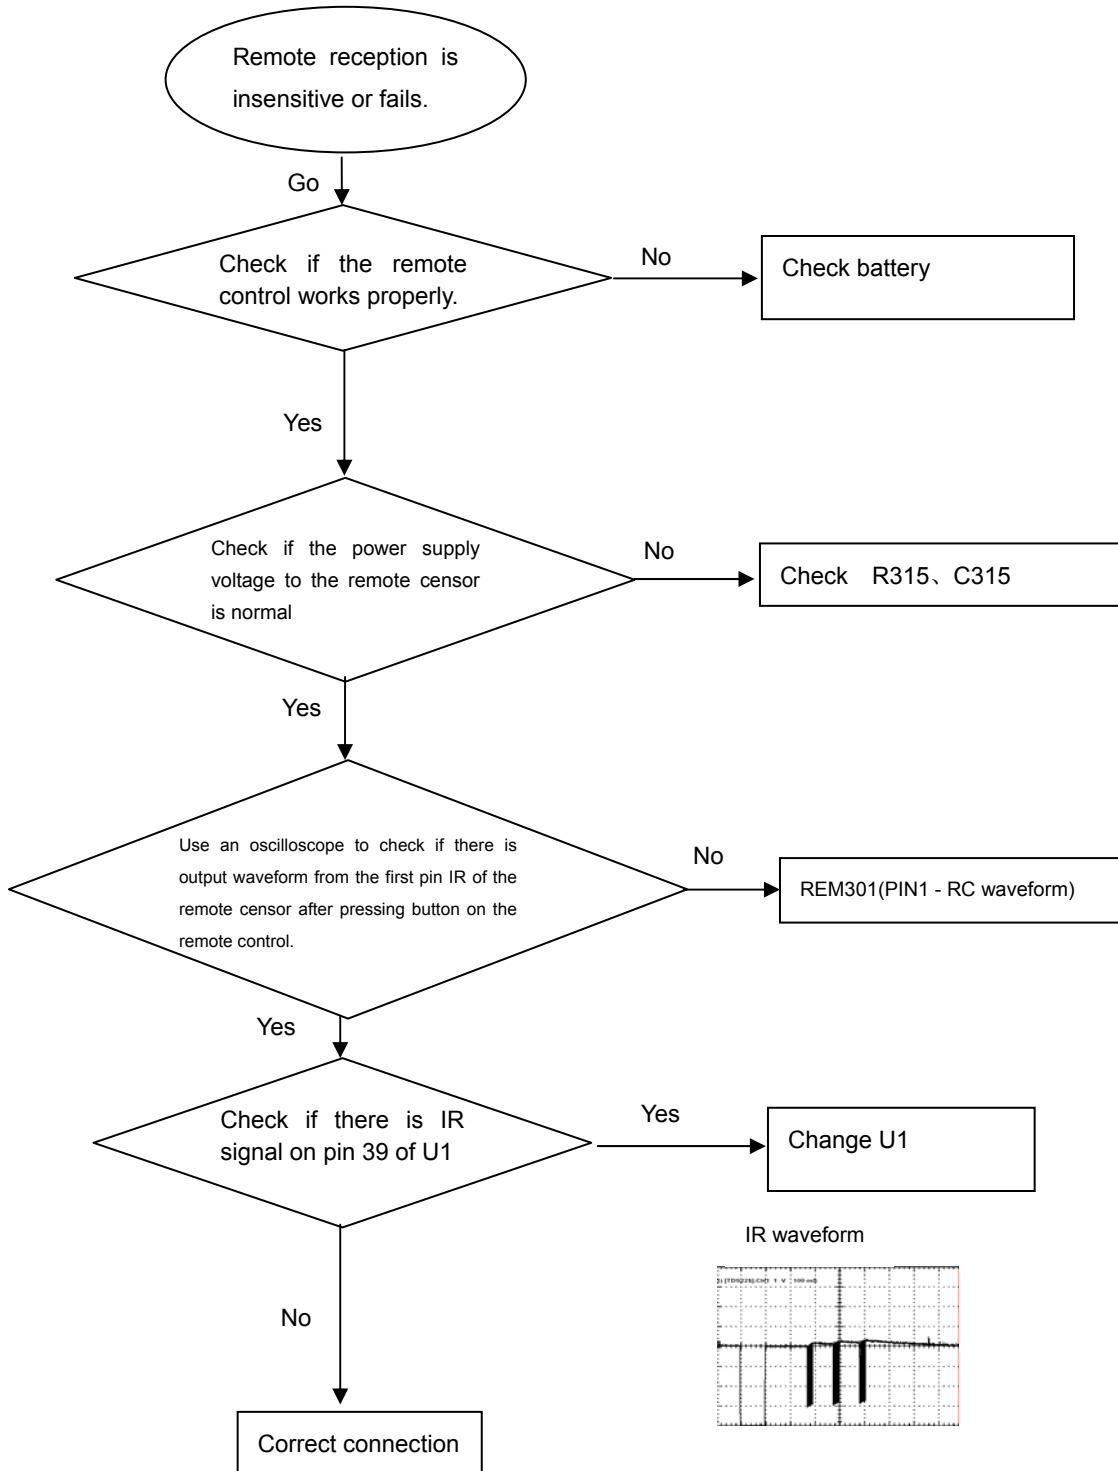 Remote reception is
insensitive or fails.
Go
Check if the remote
control works properly.
No
Check battery
Yes
Check if the power supply
voltage to the remote censor
is normal
No
Check R315、C315
Yes
Use an oscilloscope to check if there is
output waveform from the first pin IR of the
remote censor after pressing button on the
remote control.
No
REM301(PIN1 - RC waveform)
Yes
Check if there is IR
signal on pin 39 of U1
Yes
Change U1
IR waveform
No
Correct connection